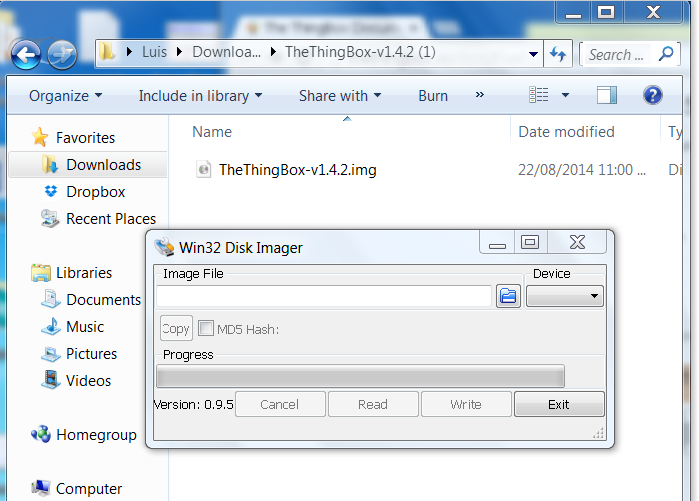 The ThingBox Docum
Luis Downloa... TheThingBox-v1.4.2 (1) Search ...
Organize Include in library Share with Burn »
Name Date modified Ty
Favorites
Downloads
TheThingBox-v1.4.2.img 22/08/2014 11:00 ... Di
Dropbox
Recent Places
Libraries
Documents
Music
Pictures
Videos
Homegroup
Computer
Win32 Disk Imager
Image File Device
Copy MD5 Hash:
Progress
Version: 0.9.5 Cancel Read Write Exit